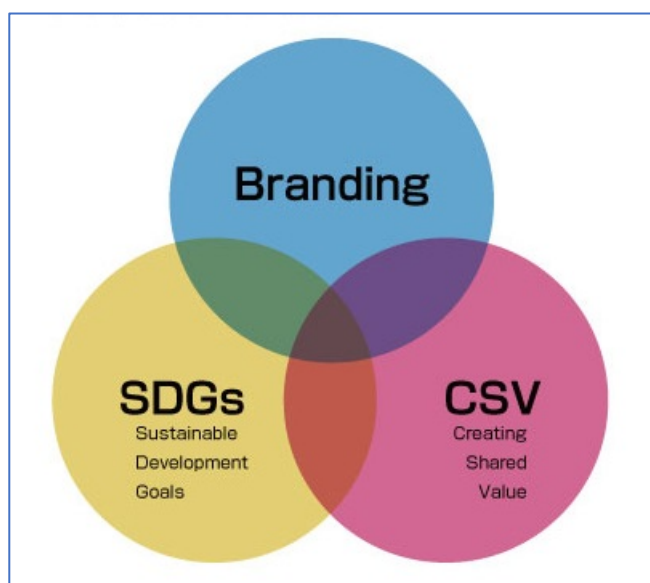 Branding
SDGs
Sustainable
Development
Goals
CSV
Creating
Shared
Value